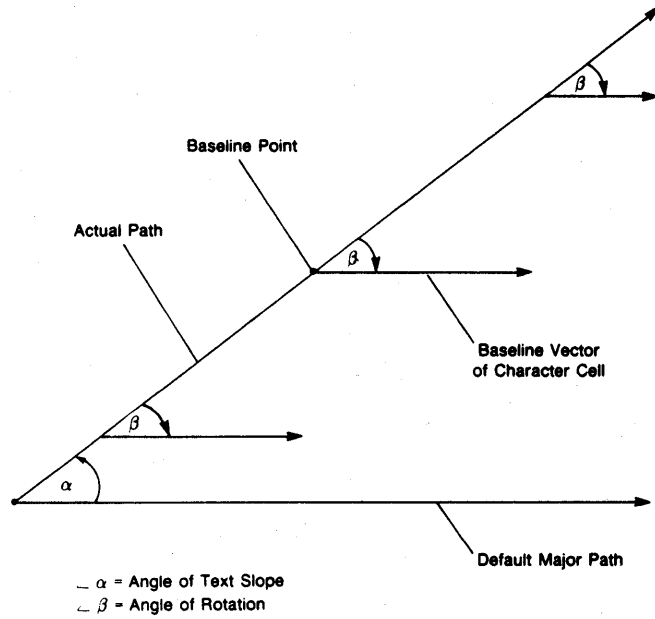 β
Baseline Point
Actual Path
β
Baseline Vector
of Character Cell
β
α
Default Major Path
∠ α = Angle of Text Slope
∠ β = Angle of Rotation